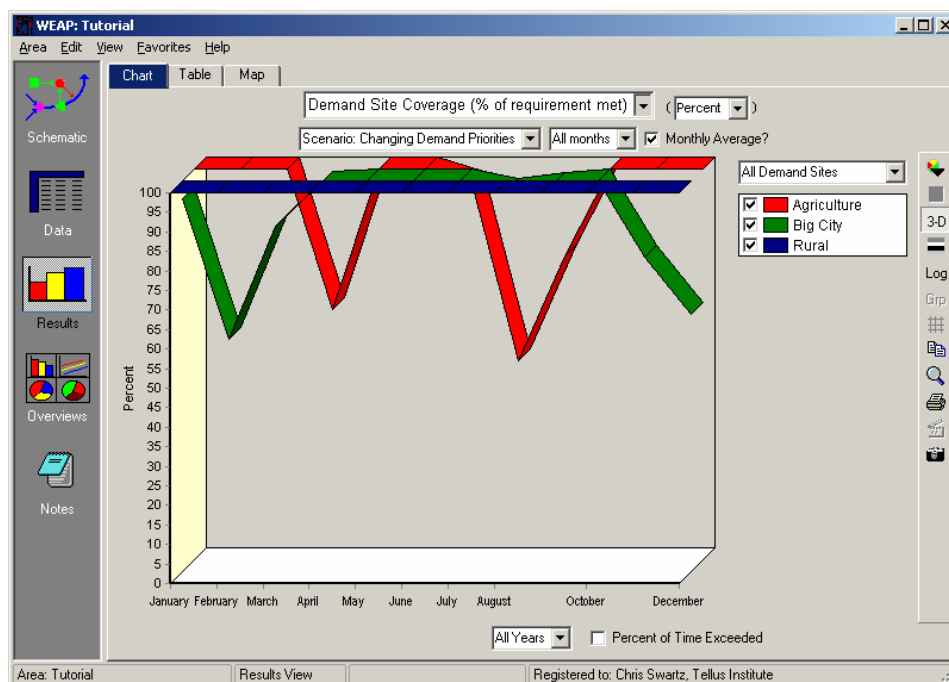 WEAP: Tutorial
Area Edit View Favorites Help
Schematic
Data
Results
Overviews
Notes
Chart Table Map
Demand Site Coverage (% of requirement met) ( Percent )
Scenario: Changing Demand Priorities All months Monthly Average?
All Demand Sites
Agriculture
Big City
Rural
3-D
Log
Grp
Percent
100
95
90
85
80
75
70
65
60
55
50
45
40
35
30
25
20
15
10
5
0
January February March April May June July August October December
All Years Percent of Time Exceeded
Area: Tutorial Results View Registered to: Chris Swartz, Tellus Institute